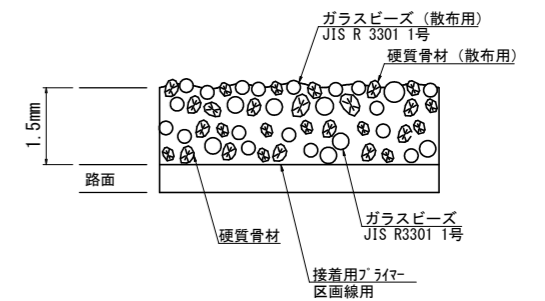 ガラスビーズ（散布用）
JIS R 3301 1号
硬質骨材（散布用）
1.5mm
路面
ガラスビーズ
JIS R3301 1号
硬質骨材
接着用プライマー
区画線用